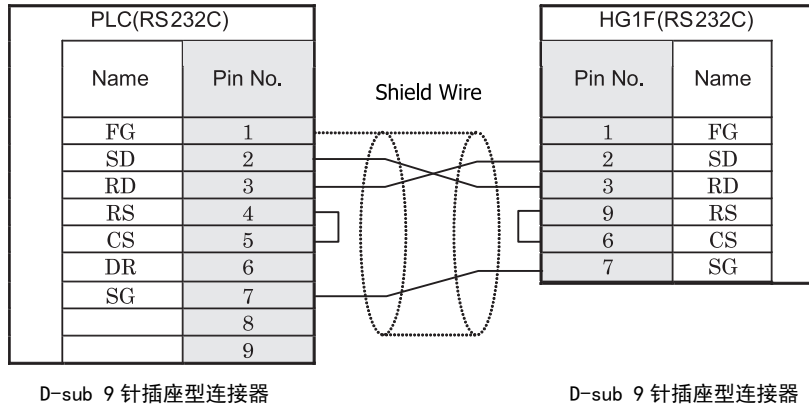 PLC(RS232C) HG1F(RS232C)
Name Pin No. Shield Wire Pin No. Name
FG 1 1 FG
SD 2 2 SD
RD 3 3 RD
RS 4 9 RS
CS 5 6 CS
DR 6 7 SG
SG 7
8
9
D-sub 9 针插座型连接器 D-sub 9 针插座型连接器